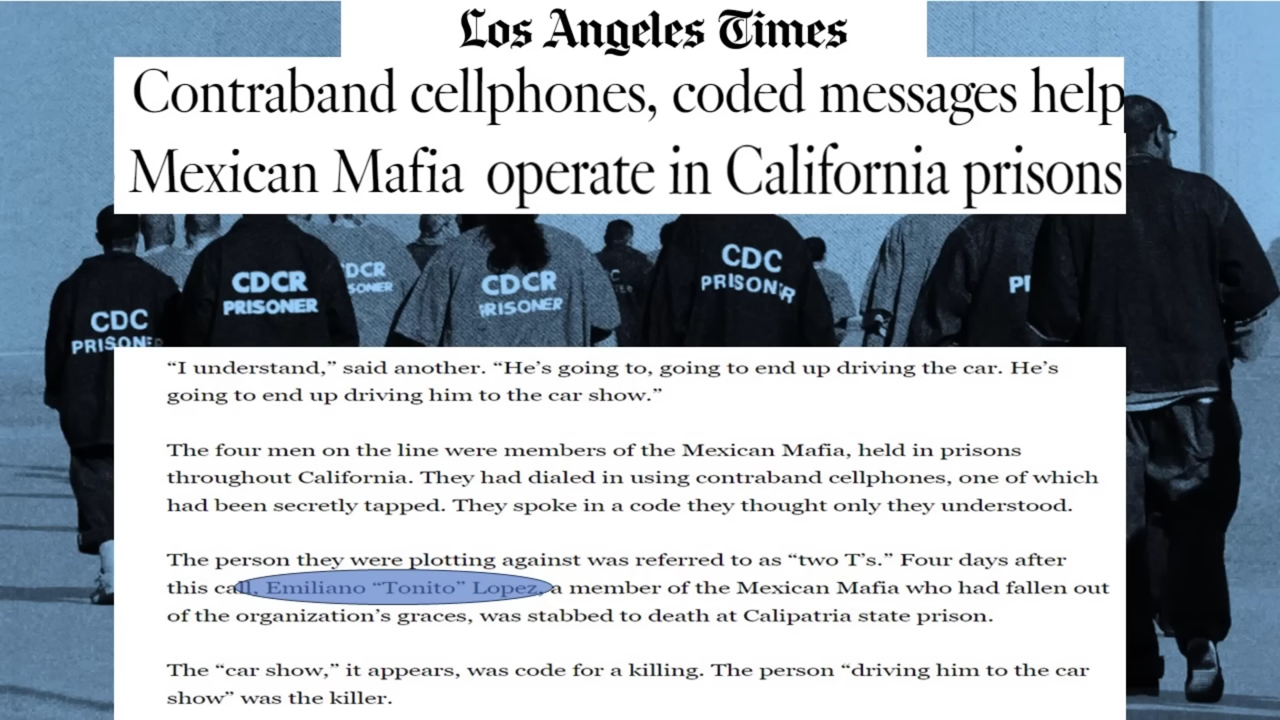 Los Angeles Times
Contraband cellphones, coded messages help
Mexican Mafia operate in California prisons
CDC
PRISONER
CDCR
PRISONER
CDCR
PRISONER
CDC
PRISONR
“I understand,” said another. “He’s going to, going to end up driving the car. He’s
going to end up driving him to the car show.”
The four men on the line were members of the Mexican Mafia, held in prisons
throughout California. They had dialed in using contraband cellphones, one of which
had been secretly tapped. They spoke in a code they thought only they understood.
The person they were plotting against was referred to as “two T’s.” Four days after
this call, Emiliano “Tonito” Lopez, a member of the Mexican Mafia who had fallen out
of the organization’s graces, was stabbed to death at Calipatria state prison.
The “car show,” it appears, was code for a killing. The person “driving him to the car
show” was the killer.